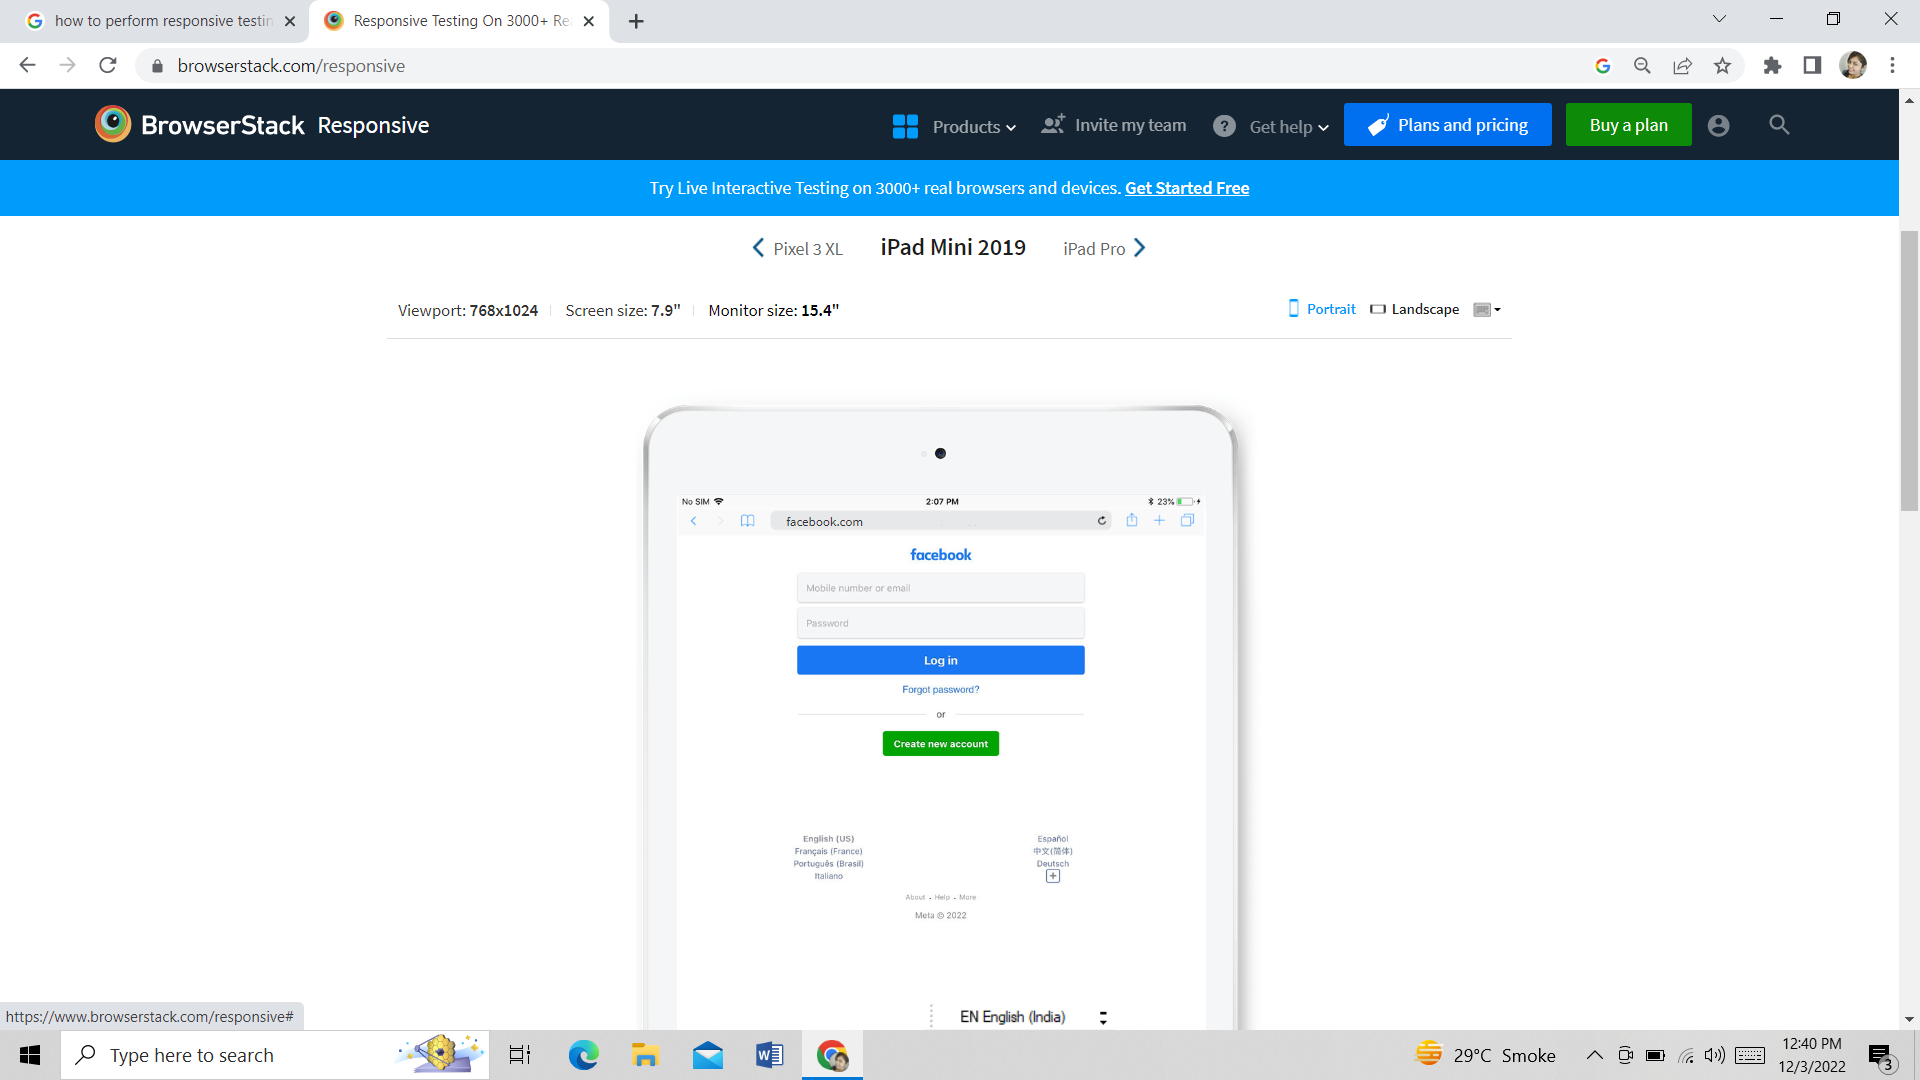 how to perform responsive testin
Responsive Testing On 3000+ Re
browserstack.com/responsive
BrowserStack Responsive
Products
Invite my team
Get help
Plans and pricing
Buy a plan
Try Live Interactive Testing on 3000+ real browsers and devices. Get Started Free
Pixel 3 XL
iPad Mini 2019
iPad Pro
Viewport: 768x1024
Screen size: 7.9"
Monitor size: 15.4"
Portrait
Landscape
No SIM
2:07 PM
23%
facebook.com
facebook
Mobile number or email
Password
Log in
Forgot password?
or
Create new account
English (US)
Español
Français (France)
中文(简体)
Português (Brasil)
Deutsch
Italiano
About - Help - More
Meta © 2022
EN English (India)
https://www.browserstack.com/responsive#
Type here to search
29°C Smoke
12:40 PM
12/3/2022
3